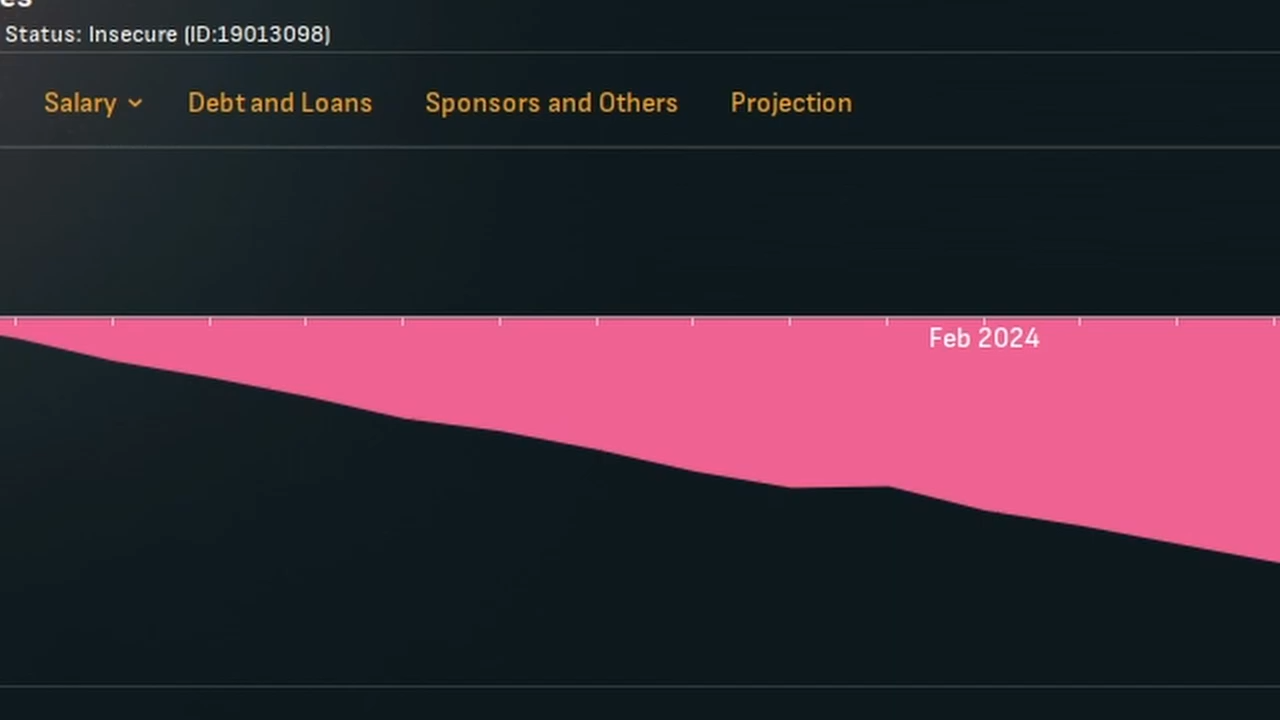 Status: Insecure (ID:19013098)
Salary Debt and Loans Sponsors and Others Projection
Feb 2024